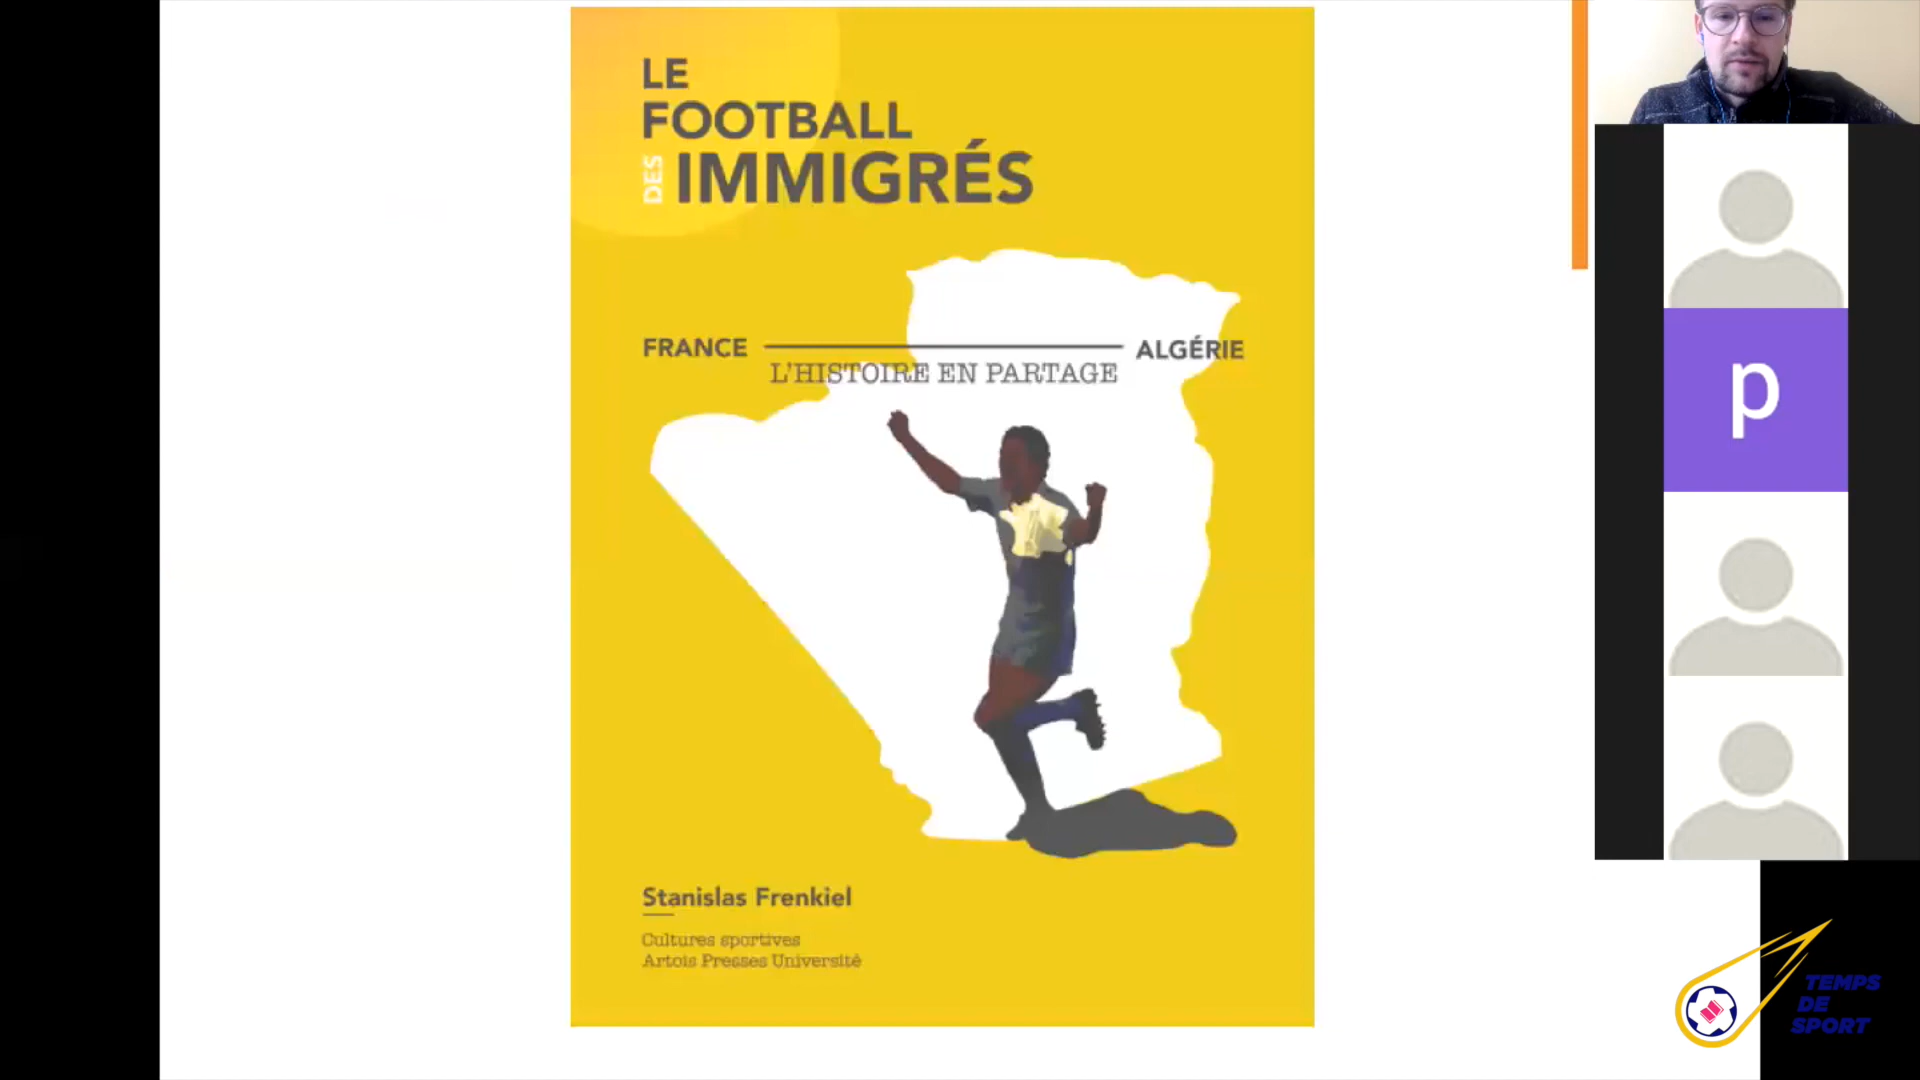 LE
FOOTBALL
DES IMMIGRÉS
FRANCE ALGÉRIE
L'HISTOIRE EN PARTAGE
Stanislas Frenkiel
Cultures sportives
Artois Presses Université
p
TEMPS
DE
SPORT